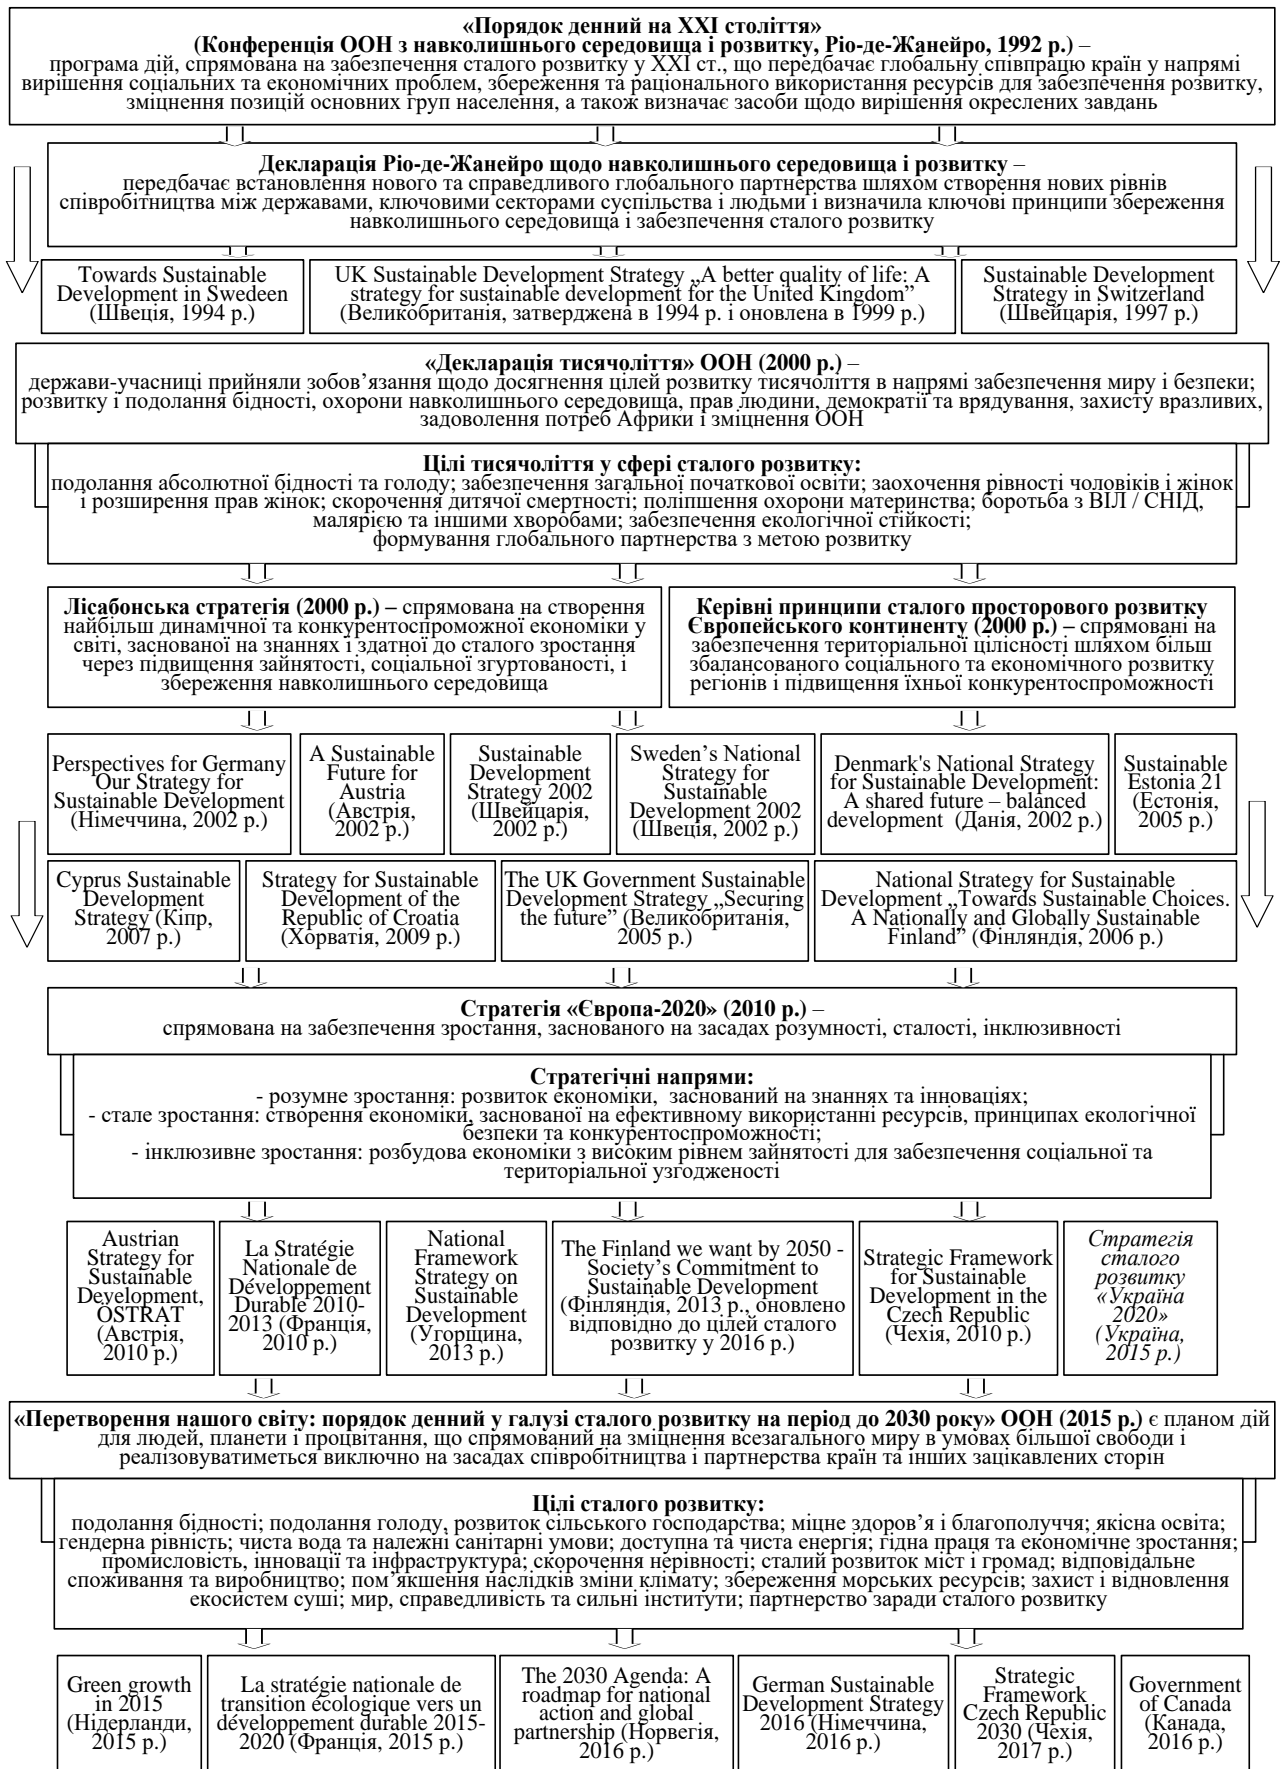 «Порядок денний на ХХІ століття»
(Конференція ООН з навколишнього середовища і розвитку, Ріо-де-Жанейро, 1992 р.) –
програма дій, спрямована на забезпечення сталого розвитку у ХХІ ст., що передбачає глобальну співпрацю країн у напрямі
вирішення соціальних та економічних проблем, збереження та раціонального використання ресурсів для забезпечення розвитку,
зміцнення позицій основних груп населення, а також визначає засоби щодо вирішення окреслених завдань
Декларація Ріо-де-Жанейро щодо навколишнього середовища і розвитку –
передбачає встановлення нового та справедливого глобального партнерства шляхом створення нових рівнів
співробітництва між державами, ключовими секторами суспільства і людьми і визначила ключові принципи збереження
навколишнього середовища і забезпечення сталого розвитку
Towards Sustainable
Development in Swedeen
(Швеція, 1994 р.)
UK Sustainable Development Strategy „A better quality of life: A
strategy for sustainable development for the United Kingdom”
(Великобританія, затверджена в 1994 р. і оновлена в 1999 р.)
Sustainable Development
Strategy in Switzerland
(Швейцарія, 1997 р.)
«Декларація тисячоліття» ООН (2000 р.) –
держави-учасниці прийняли зобов’язання щодо досягнення цілей розвитку тисячоліття в напрямі забезпечення миру і безпеки;
розвитку і подолання бідності, охорони навколишнього середовища, прав людини, демократії та врядування, захисту вразливих,
задоволення потреб Африки і зміцнення ООН
Цілі тисячоліття у сфері сталого розвитку:
подолання абсолютної бідності та голоду; забезпечення загальної початкової освіти; заохочення рівності чоловіків і жінок
і розширення прав жінок; скорочення дитячої смертності; поліпшення охорони материнства; боротьба з ВІЛ / СНІД,
малярією та іншими хворобами; забезпечення екологічної стійкості;
формування глобального партнерства з метою розвитку
Лісабонська стратегія (2000 р.) – спрямована на створення
найбільш динамічної та конкурентоспроможної економіки у
світі, заснованої на знаннях і здатної до сталого зростання
через підвищення зайнятості, соціальної згуртованості, і
збереження навколишнього середовища
Керівні принципи сталого просторового розвитку
Європейського континенту (2000 р.) – спрямовані на
забезпечення територіальної цілісності шляхом більш
збалансованого соціального та економічного розвитку
регіонів і підвищення їхньої конкурентоспроможності
Perspectives for Germany
Our Strategy for
Sustainable Development
(Німеччина, 2002 р.)
A Sustainable
Future for
Austria
(Австрія,
2002 р.)
Sustainable
Development
Strategy 2002
(Швейцарія,
2002 р.)
Sweden’s National
Strategy for
Sustainable
Development 2002
(Швеція, 2002 р.)
Denmark's National Strategy
for Sustainable Development:
A shared future – balanced
development (Данія, 2002 р.)
Sustainable
Estonia 21
(Естонія,
2005 р.)
Cyprus Sustainable
Development
Strategy (Кіпр,
2007 р.)
Strategy for Sustainable
Development of the
Republic of Croatia
(Хорватія, 2009 р.)
The UK Government Sustainable
Development Strategy „Securing
the future” (Великобританія,
2005 р.)
National Strategy for Sustainable
Development „Towards Sustainable Choices.
A Nationally and Globally Sustainable
Finland” (Фінляндія, 2006 р.)
Стратегія «Європа-2020» (2010 р.) –
спрямована на забезпечення зростання, заснованого на засадах розумності, сталості, інклюзивності
Стратегічні напрями:
- розумне зростання: розвиток економіки, заснований на знаннях та інноваціях;
- стале зростання: створення економіки, заснованої на ефективному використанні ресурсів, принципах екологічної
безпеки та конкурентоспроможності;
- інклюзивне зростання: розбудова економіки з високим рівнем зайнятості для забезпечення соціальної та
територіальної узгодженості
Austrian
Strategy for
Sustainable
Development,
ÖSTRAT
(Австрія,
2010 р.)
La Stratégie
Nationale de
Développement
Durable 2010-
2013 (Франція,
2010 р.)
National
Framework
Strategy on
Sustainable
Development
(Угорщина,
2013 р.)
The Finland we want by 2050 -
Society’s Commitment to
Sustainable Development
(Фінляндія, 2013 р., оновлено
відповідно до цілей сталого
розвитку у 2016 р.)
Strategic Framework
for Sustainable
Development in the
Czech Republic
(Чехія, 2010 р.)
Стратегія
сталого
розвитку
«Україна
2020»
(Україна,
2015 р.)
«Перетворення нашого світу: порядок денний у галузі сталого розвитку на період до 2030 року» ООН (2015 р.) є планом дій
для людей, планети і процвітання, що спрямований на зміцнення всезагального миру в умовах більшої свободи і
реалізовуватиметься виключно на засадах співробітництва і партнерства країн та інших зацікавлених сторін
Цілі сталого розвитку:
подолання бідності; подолання голоду, розвиток сільського господарства; міцне здоров’я і благополуччя; якісна освіта;
гендерна рівність; чиста вода та належні санітарні умови; доступна та чиста енергія; гідна праця та економічне зростання;
промисловість, інновації та інфраструктура; скорочення нерівності; сталий розвиток міст і громад; відповідальне
споживання та виробництво; пом’якшення наслідків зміни клімату; збереження морських ресурсів; захист і відновлення
екосистем суші; мир, справедливість та сильні інститути; партнерство заради сталого розвитку
Green growth
in 2015
(Нідерланди,
2015 р.)
La stratégie nationale de
transition écologique vers un
développement durable 2015-
2020 (Франція, 2015 р.)
The 2030 Agenda: A
roadmap for national
action and global
partnership (Норвегія,
2016 р.)
German Sustainable
Development Strategy
2016 (Німеччина,
2016 р.)
Strategic
Framework
Czech Republic
2030 (Чехія,
2017 р.)
Government
of Canada
(Канада,
2016 р.)